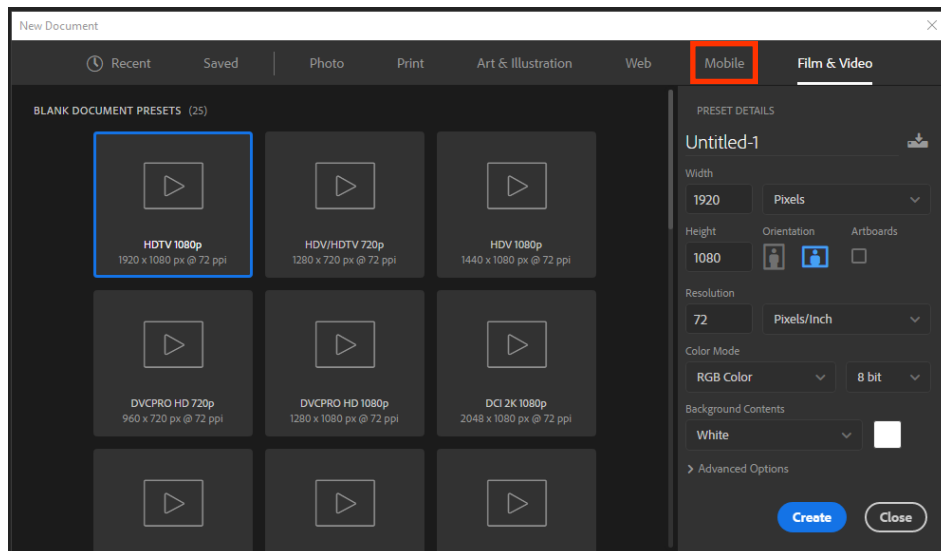 New Document
Recent Saved Photo Print Art & Illustration Web Mobile Film & Video
BLANK DOCUMENT PRESETS (25)
HDTV 1080p
1920 x 1080 px @ 72 ppi
HDV/HDTV 720p
1280 x 720 px @ 72 ppi
HDV 1080p
1440 x 1080 px @ 72 ppi
DVCPRO HD 720p
960 x 720 px @ 72 ppi
DVCPRO HD 1080p
1280 x 1080 px @ 72 ppi
DCI 2K 1080p
2048 x 1080 px @ 72 ppi
PRESET DETAILS
Untitled-1
Width
1920 Pixels
Height Orientation Artboards
1080
Resolution
72 Pixels/Inch
Color Mode
RGB Color 8 bit
Background Contents
White
Advanced Options
Create Close